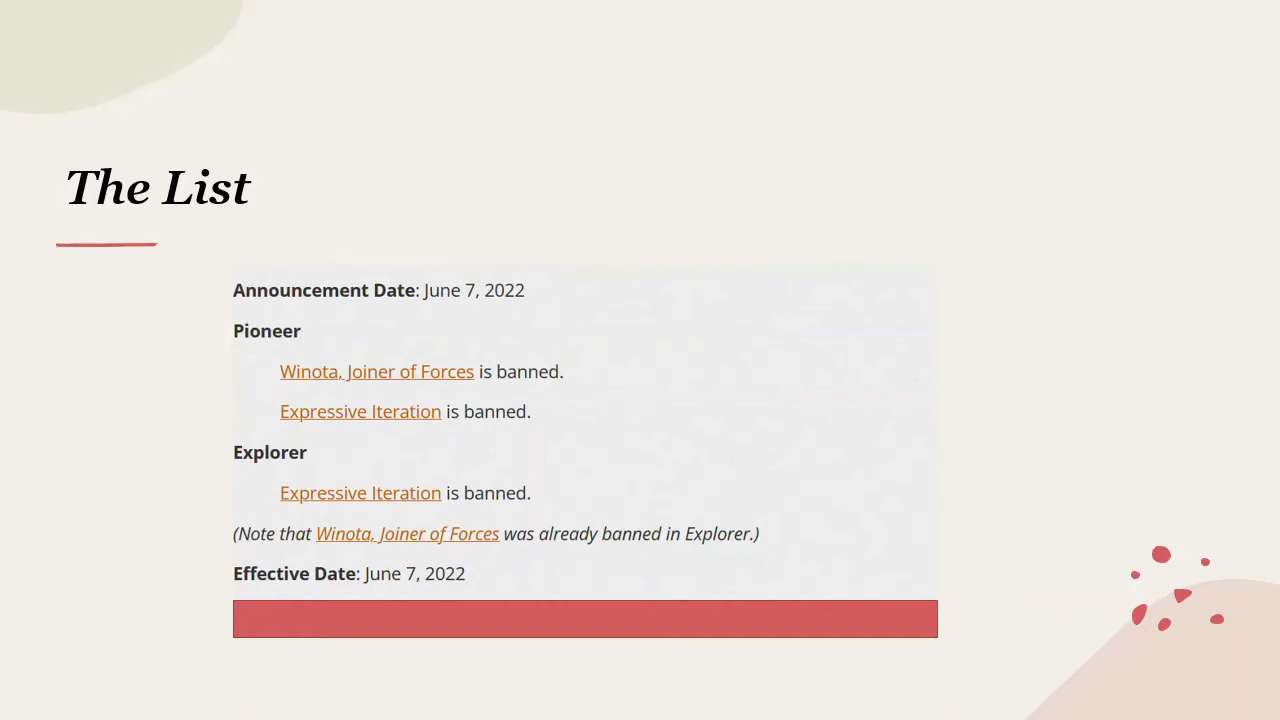 The List
Announcement Date: June 7, 2022
Pioneer
Winota, Joiner of Forces is banned.
Expressive Iteration is banned.
Explorer
Expressive Iteration is banned.
(Note that Winota, Joiner of Forces was already banned in Explorer.)
Effective Date: June 7, 2022